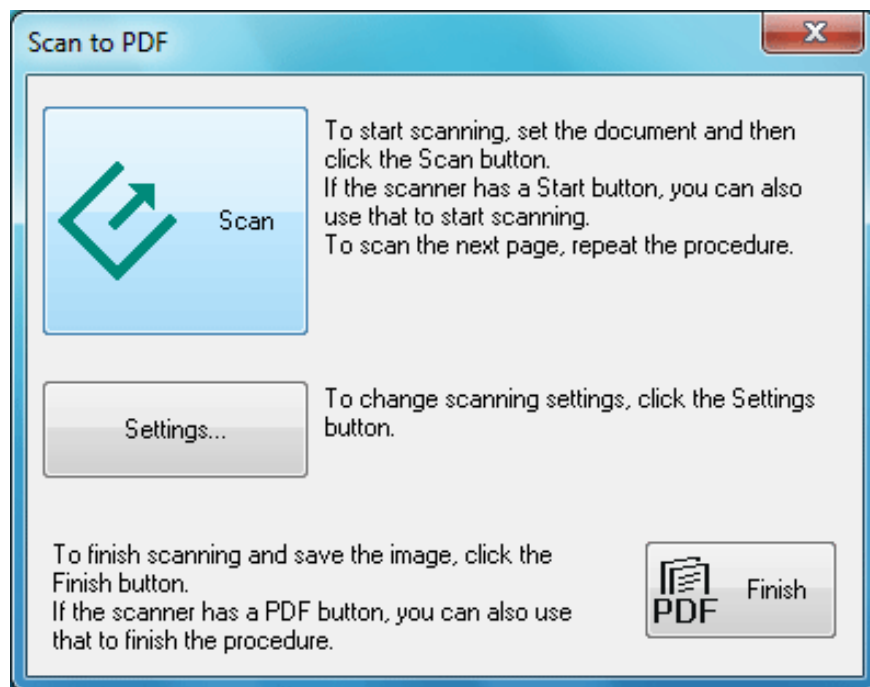 Scan to PDF
To start scanning, set the document and then
click the Scan button.
If the scanner has a Start button, you can also
use that to start scanning.
To scan the next page, repeat the procedure.
Scan
To change scanning settings, click the Settings
button.
Settings...
To finish scanning and save the image, click the
Finish button.
If the scanner has a PDF button, you can also use
that to finish the procedure.
PDF
Finish